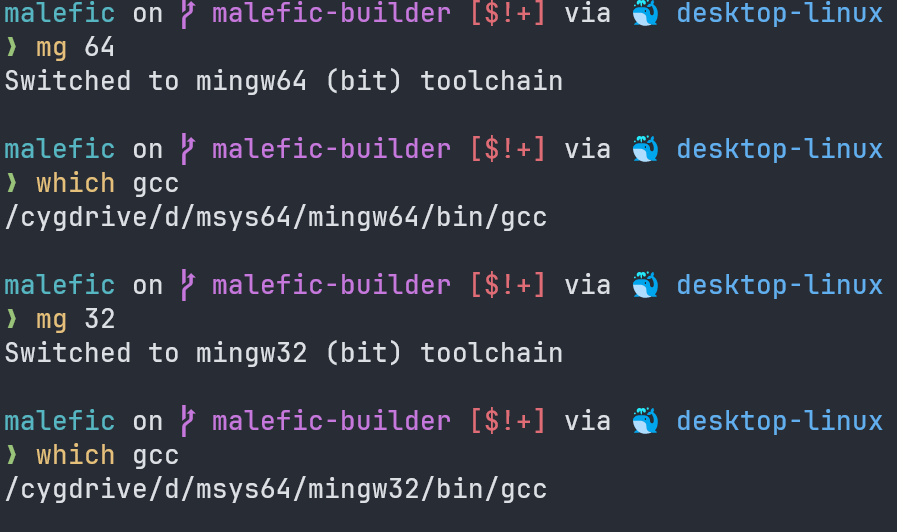 malefic on malefic-builder [$!+] via 🐳 desktop-linux
❱ mg 64
Switched to mingw64 (bit) toolchain
malefic on malefic-builder [$!+] via 🐳 desktop-linux
❱ which gcc
/cygdrive/d/msys64/mingw64/bin/gcc
malefic on malefic-builder [$!+] via 🐳 desktop-linux
❱ mg 32
Switched to mingw32 (bit) toolchain
malefic on malefic-builder [$!+] via 🐳 desktop-linux
❱ which gcc
/cygdrive/d/msys64/mingw32/bin/gcc